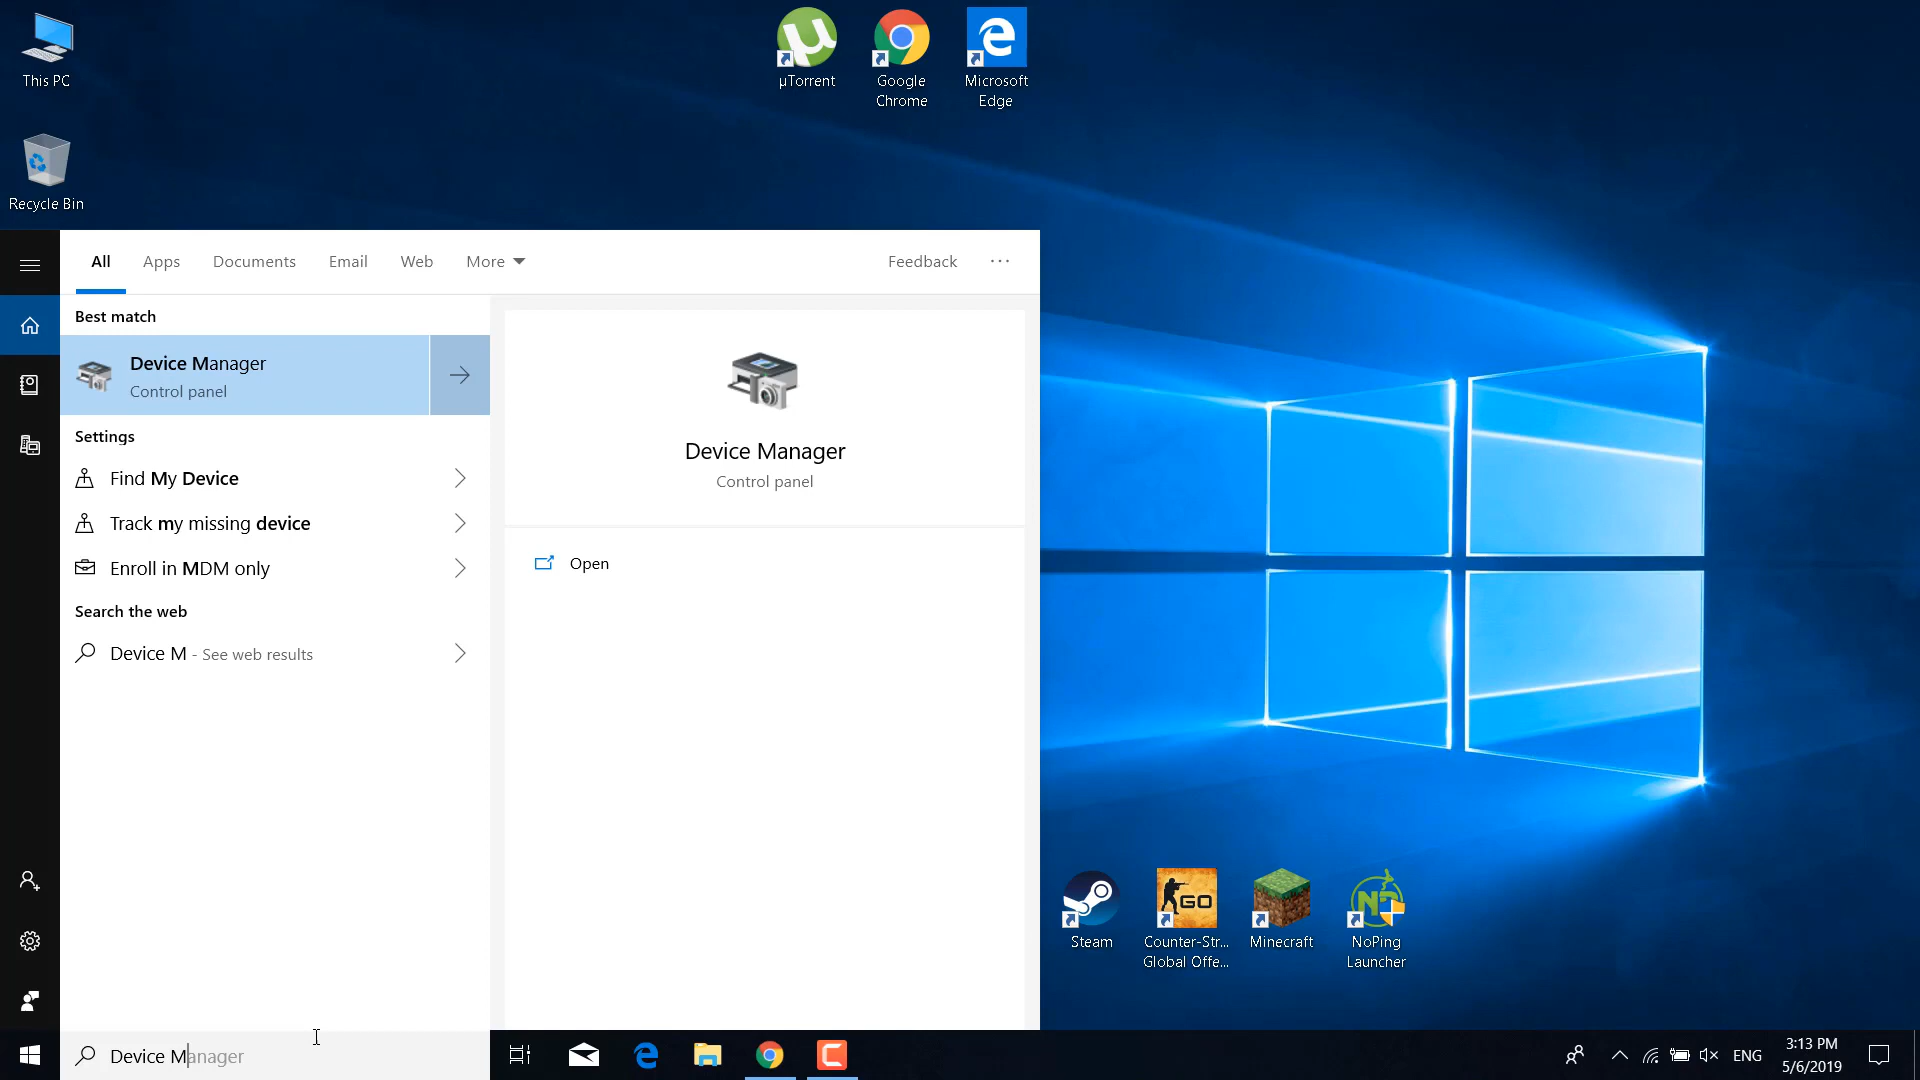 This PC
Recycle Bin
µTorrent
Google
Chrome
Microsoft
Edge
All
Apps
Documents
Email
Web
More
Feedback
Best match
Device Manager
Control panel
Settings
Find My Device
Track my missing device
Enroll in MDM only
Search the web
Device M - See web results
Device Manager
Control panel
Open
Steam
Counter-Str...
Global Offe...
GO
Minecraft
NoPing
Launcher
Device Manager
ENG
3:13 PM
5/6/2019